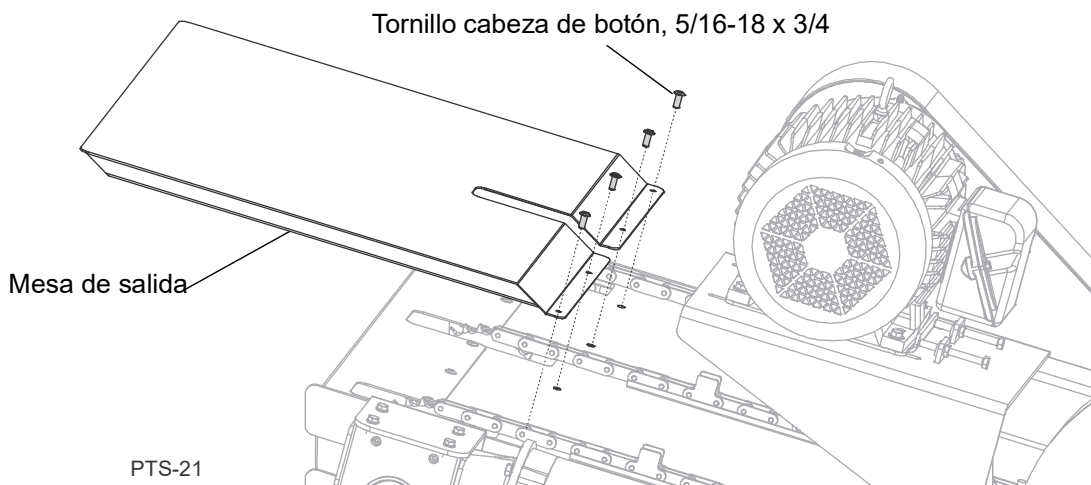 Tornillo cabeza de botón, 5/16-18 x 3/4
Mesa de salida
PTS-21